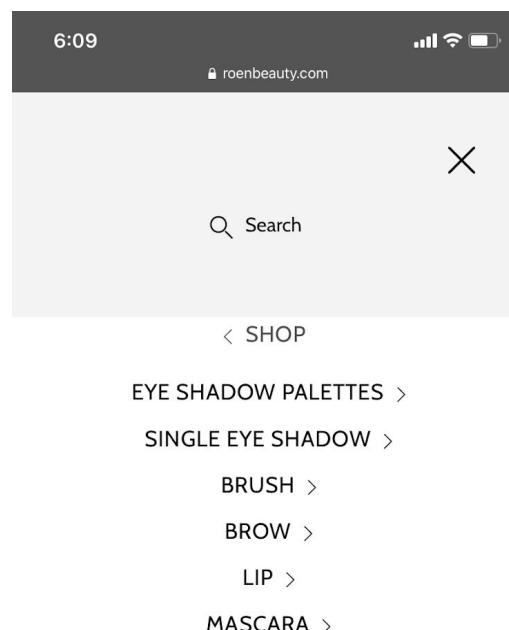 6:09
roenbeauty.com
Search
SHOP
EYE SHADOW PALETTES
SINGLE EYE SHADOW
BRUSH
BROW
LIP
MASCARA